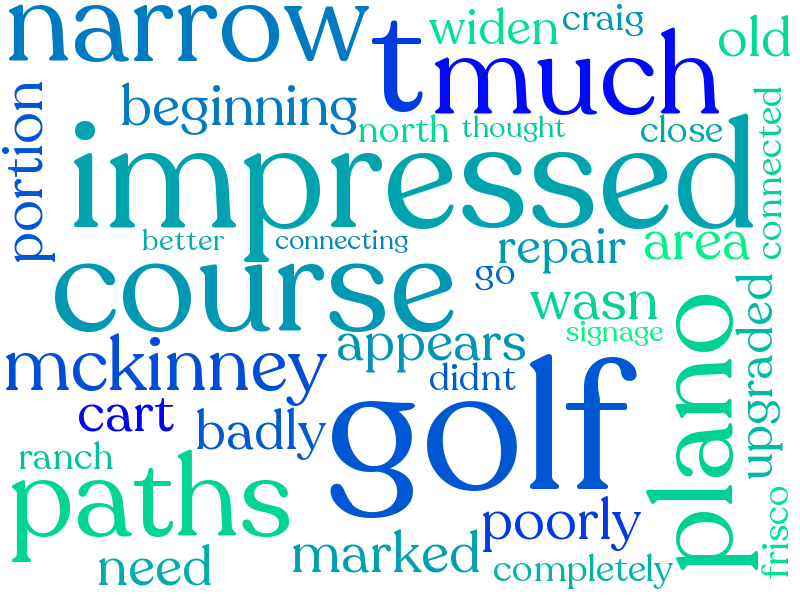 narrow
t
widen
craig
old
much
portion
beginning
north
thought
close
connected
impressed
better
connecting
repair
area
go
course
wasn
signage
plano
upgraded
mckinney
appears
didnt
golf
cart
badly
ranch
paths
poorly
frisco
need
marked
completely